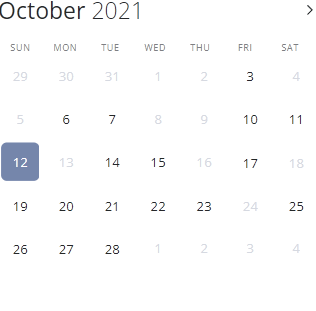 October 2021
SUN MON TUE WED THU FRI SAT
29 30 31 1 2 3 4
5 6 7 8 9 10 11
12 13 14 15 16 17 18
19 20 21 22 23 24 25
26 27 28 1 2 3 4